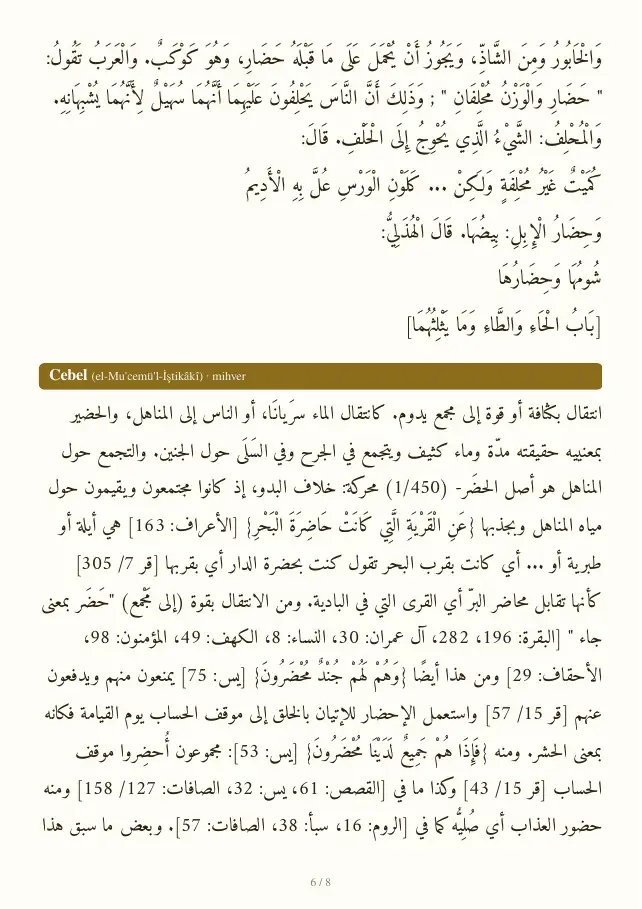 وَالْحَابُورُ وَمِنَ الشَّاذِّ، وَيَجُوزُ أَنْ يُحْمَلَ عَلَى مَا قَبْلَهُ حَضَارِ، وَهُوَ كَوْكَبٌ. وَالْعَرَبُ تَقُولُ:
" حَضَارِ وَالْوَزْنُ مُحْلِفَانِ " ; وَذَلِكَ أَنَّ النَّاسَ يَحْلِفُونَ عَلَيْهِمَا أَنَّهُمَا سُهَيْلٌ لِأَنَّهُمَا يُشْبِهَانِهِ.
وَالْمُحْلِفُ: الشَّيْءُ الَّذِي يُحْوِجُ إِلَى الْحَلْفِ. قَالَ:
كُمَيْتٌ غَيْرُ مُحْلِفَةٍ وَلَكِنْ ... كَلَوْنِ الْوَرْسِ عُلَّ بِهِ الْأَدِيمُ
وَحِضَارُ الْإِبِلِ: بِيضُهَا. قَالَ الْهُذَلِيُّ:
شُومُهَا وَحِضَارُهَا
[بَابُ الْحَاءِ وَالطَّاءِ وَمَا يَثْلِثُهُمَا]
Cebel (el-Mu'cemü'l-İştikâkî) · mihver
انتقال بكثافة أو قوة إلى مجمع يدوم. كانتقال الماء سرَيانًا، أو الناس إلى المناهل، والحضير
بمعنييه حقيقته مدّة وماء كثيف ويتجمع في الجرح وفي السَلَى حول الجنين. والتجمع حول
المناهل هو أصل الحضَر- (1/450) محركة: خلاف البدو، إذ كانوا مجتمعون ويقيمون حول
مياه المناهل وبجذبها {عَنِ الْقَرْيَةِ الَّتِي كَانَتْ حَاضِرَةَ الْبَحْرِ} [الأعراف: 163] هي أيلة أو
طبرية أو ... أي كانت بقرب البحر تقول كنت بحضرة الدار أي بقربها [قر 7/ 305]
كأنها تقابل محاضر البرّ أي القرى التي في البادية. ومن الانتقال بقوة (إلى مَجْمع) "حَضَر بمعنى
جاء " [البقرة: 196، 282، آل عمران: 30، النساء: 8، الكهف: 49، المؤمنون: 98،
الأحقاف: 29] ومن هذا أيضًا {وَهُمْ لَهُمْ جُنْدٌ مُحْضَرُونَ} [يس: 75] يمنعون منهم ويدفعون
عنهم [قر 15/ 57] واستعمل الإحضار للإتيان بالخلق إلى موقف الحساب يوم القيامة فكانه
بمعنى الحشر. ومنه {فَإِذَا هُمْ جَمِيعٌ لَدَيْنَا مُحْضَرُونَ} [يس: 53]: مجموعون أُحضِروا موقف
الحساب [قر 15/ 43] وكذا ما في [القصص: 61، يس: 32، الصافات: 127/ 158] ومنه
حضور العذاب أي صُلِيُّه كما في [الروم: 16، سبأ: 38، الصافات: 57]. وبعض ما سبق هذا
6 / 8